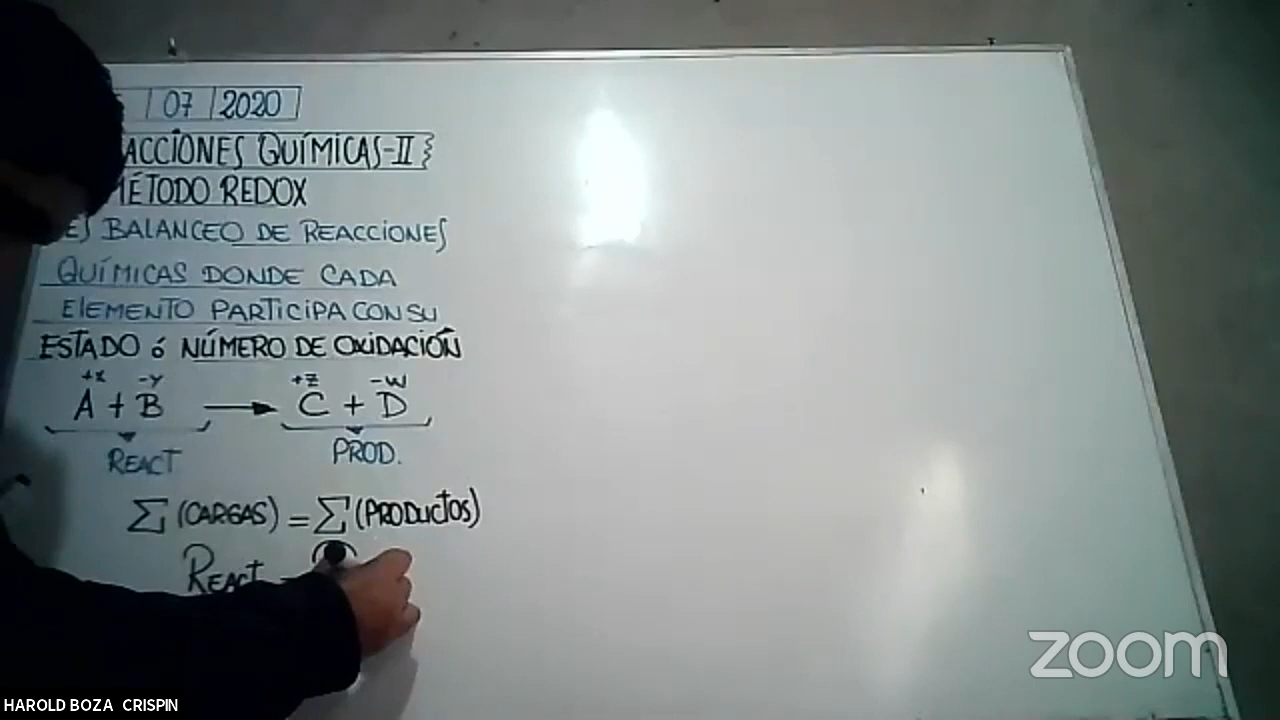 07 2020
ACCIONES QUÍMICAS-II
MÉTODO REDOX
ES BALANCEO DE REACCIONES
QUÍMICAS DONDE CADA
ELEMENTO PARTICIPA CON SU
ESTADO ó NÚMERO DE OXIDACIÓN
+x -y +z -w
A + B → C + D
REACT PROD.
Σ (CARGAS) = Σ (PRODUCTOS)
REACT =
zoom
HAROLD BOZA CRISPIN